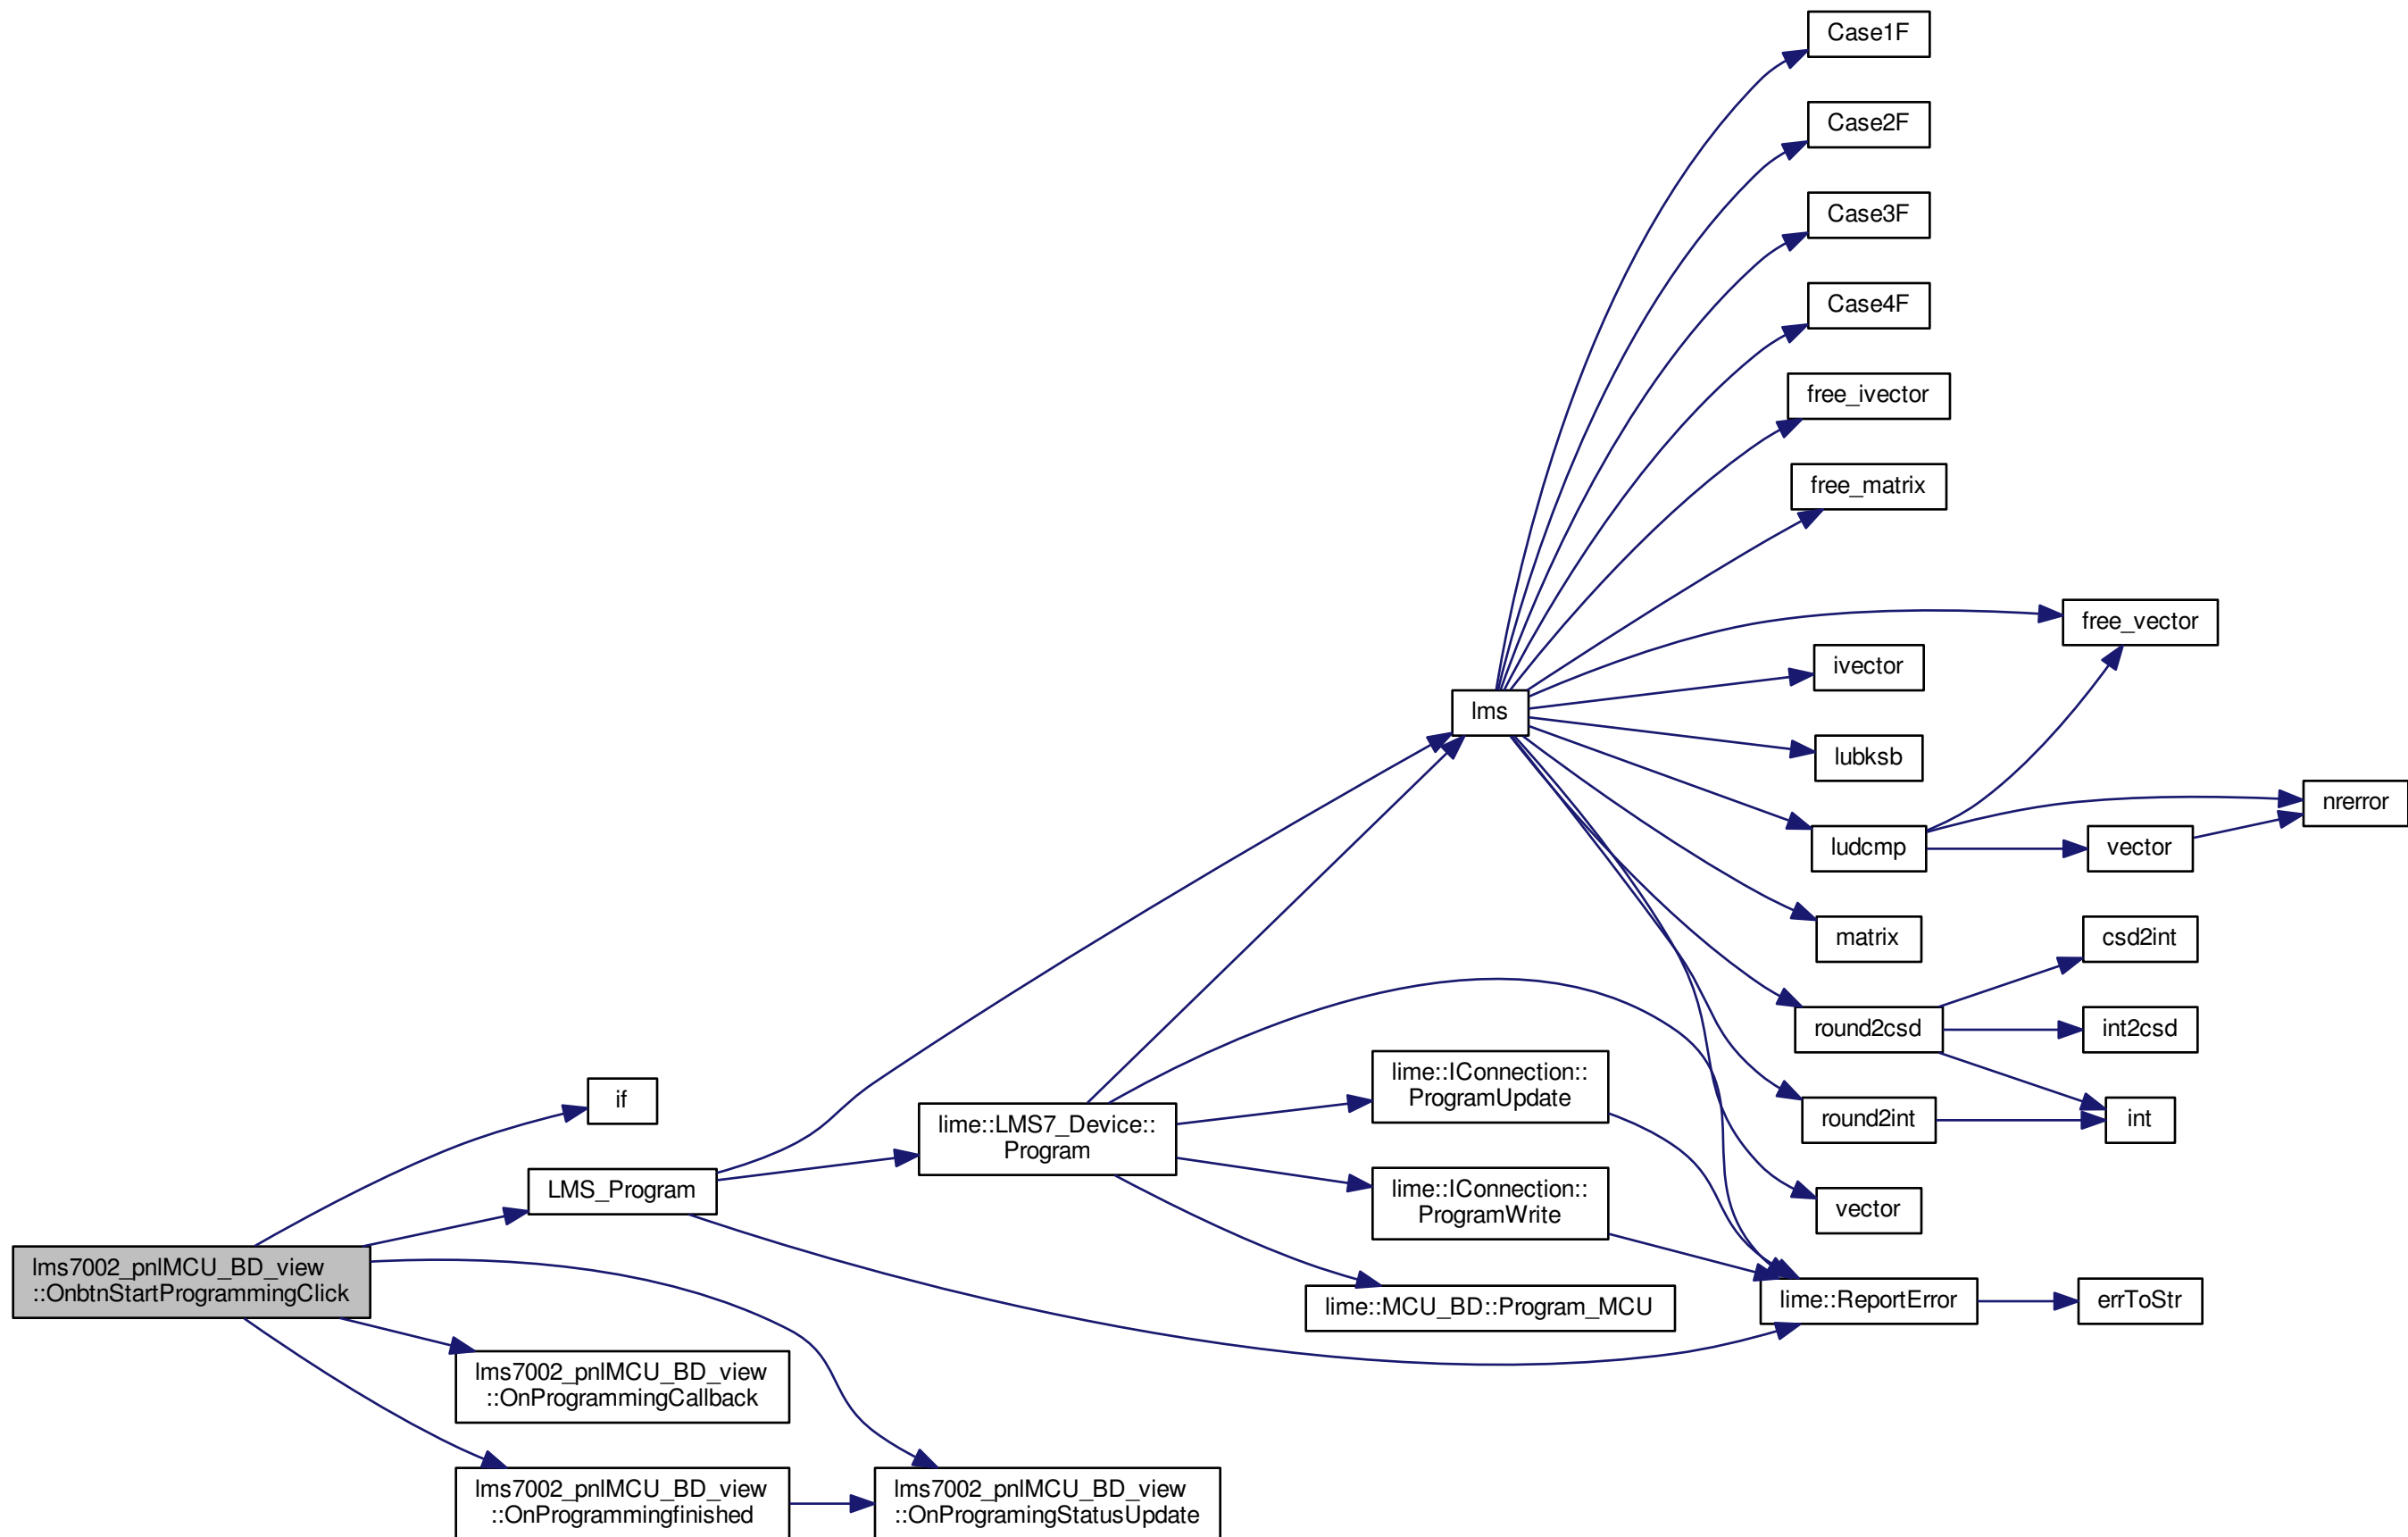 Case1F
Case2F
Case3F
Case4F
free_ivector
free_matrix
free_vector
ivector
lms
lubksb
nrerror
ludcmp
vector
matrix
csd2int
round2csd
int2csd
lime::IConnection::
ProgramUpdate
if
lime::LMS7_Device::
Program
round2int
int
LMS_Program
lime::IConnection::
ProgramWrite
vector
lms7002_pnlMCU_BD_view
::OnbtnStartProgrammingClick
lime::MCU_BD::Program_MCU
lime::ReportError
errToStr
lms7002_pnlMCU_BD_view
::OnProgrammingCallback
lms7002_pnlMCU_BD_view
::OnProgrammingfinished
lms7002_pnlMCU_BD_view
::OnProgramingStatusUpdate